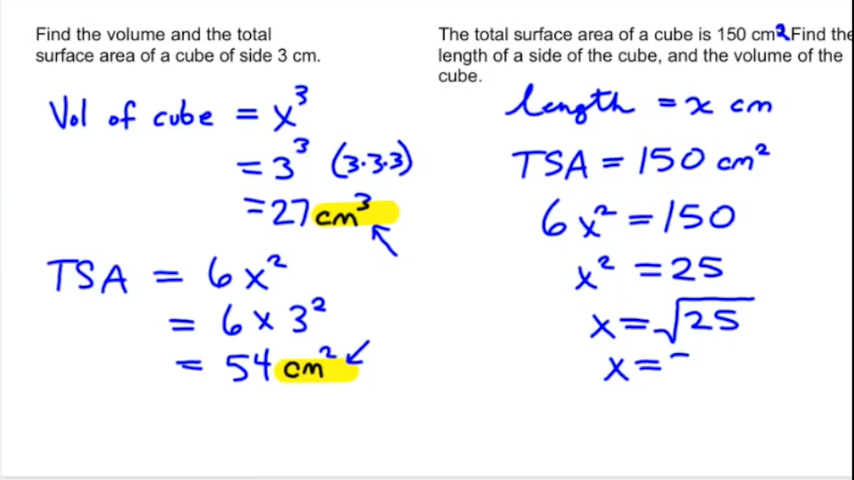 Find the volume and the total
surface area of a cube of side 3 cm.
Vol of cube = x³
= 3³ (3·3·3)
= 27 cm³
TSA = 6x²
= 6 x 3²
= 54 cm²
The total surface area of a cube is 150 cm² Find the
length of a side of the cube, and the volume of the
cube.
length = x cm
TSA = 150 cm²
6x² = 150
x² = 25
x = √25
x =